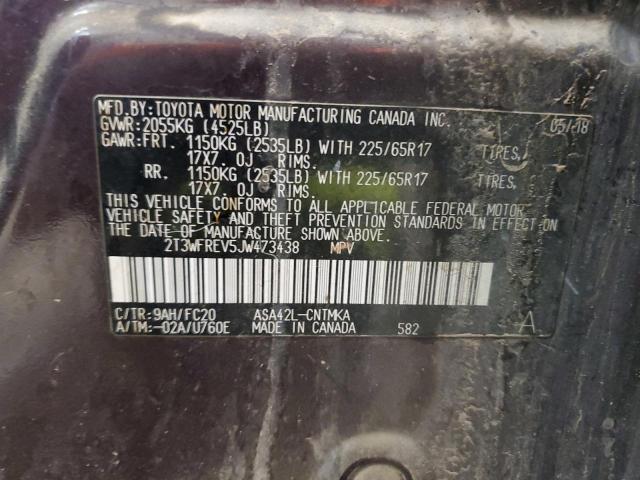 MFD.BY:TOYOTA MOTOR MANUFACTURING CANADA INC.
GVWR:2055KG (4525LB) 05/18
GAWR:FRT. 1150KG (2535LB) WITH 225/65R17 TIRES,
17X7. 0J RIMS.
RR. 1150KG (2535LB) WITH 225/65R17 TIRES,
17X7. 0J RIMS.
THIS VEHICLE CONFORMS TO ALL APPLICABLE FEDERAL MOTOR
VEHICLE SAFETY AND THEFT PREVENTION STANDARDS IN EFFECT ON
THE DATE OF MANUFACTURE SHOWN ABOVE.
2T3WFREV5JW473438 MPV
C/TR:9AH/FC20 ASA42L-CNTMKA
A/TM:-02A/U760E MADE IN CANADA 582 A